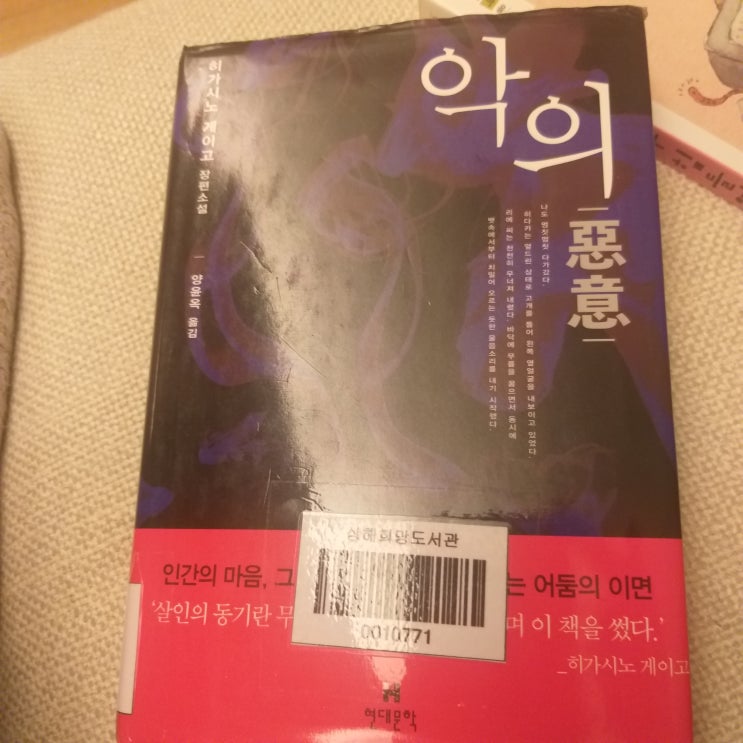 악의
惡意
히가시노 게이고 장편소설
양윤옥 옮김
나도 엉짓엉짓 다가갔다.
히다카는 엎드린 상태로 고개를 틀어 왼쪽 옆얼굴을 내보이고 있었다.
리에 씨는 천천히 무너져 내렸다. 바닥에 무릎을 꿇으면서 동시에
뱃속에서부터 치밀어 오르는 듯한 울음소리를 내기 시작했다.
상해희망도서관
0010771
인간의 마음, 그 는 어둠의 이면
'살인의 동기란 무 며 이 책을 썼다.'
_히가시노 게이고
현대문학